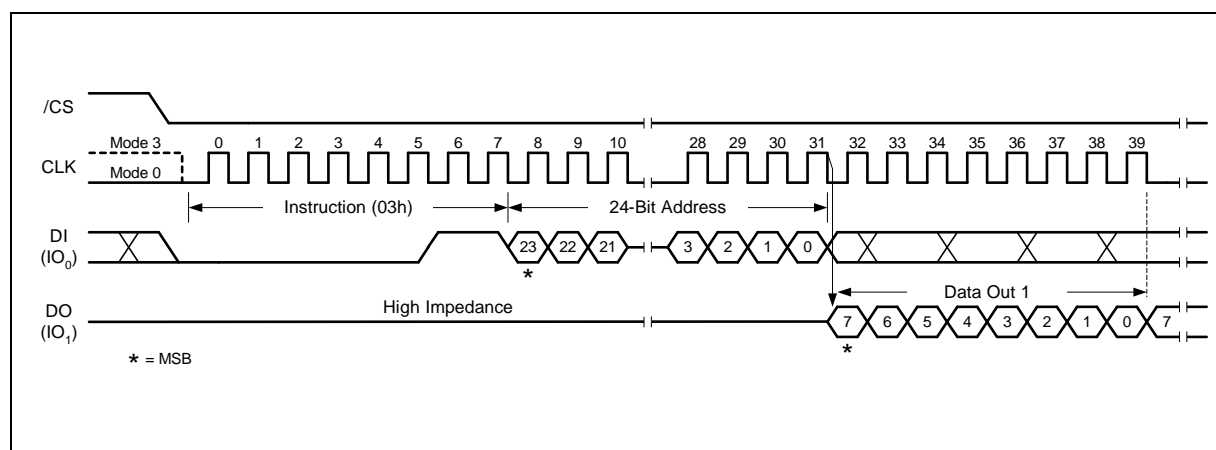 /CS
Mode 3 0 1 2 3 4 5 6 7 8 9 10 28 29 30 31 32 33 34 35 36 37 38 39
CLK
Mode 0
Instruction (03h) 24-Bit Address
DI
(IO0)
23 22 21 3 2 1 0
*
Data Out 1
High Impedance
DO
(IO1)
7 6 5 4 3 2 1 0 7
*
* = MSB